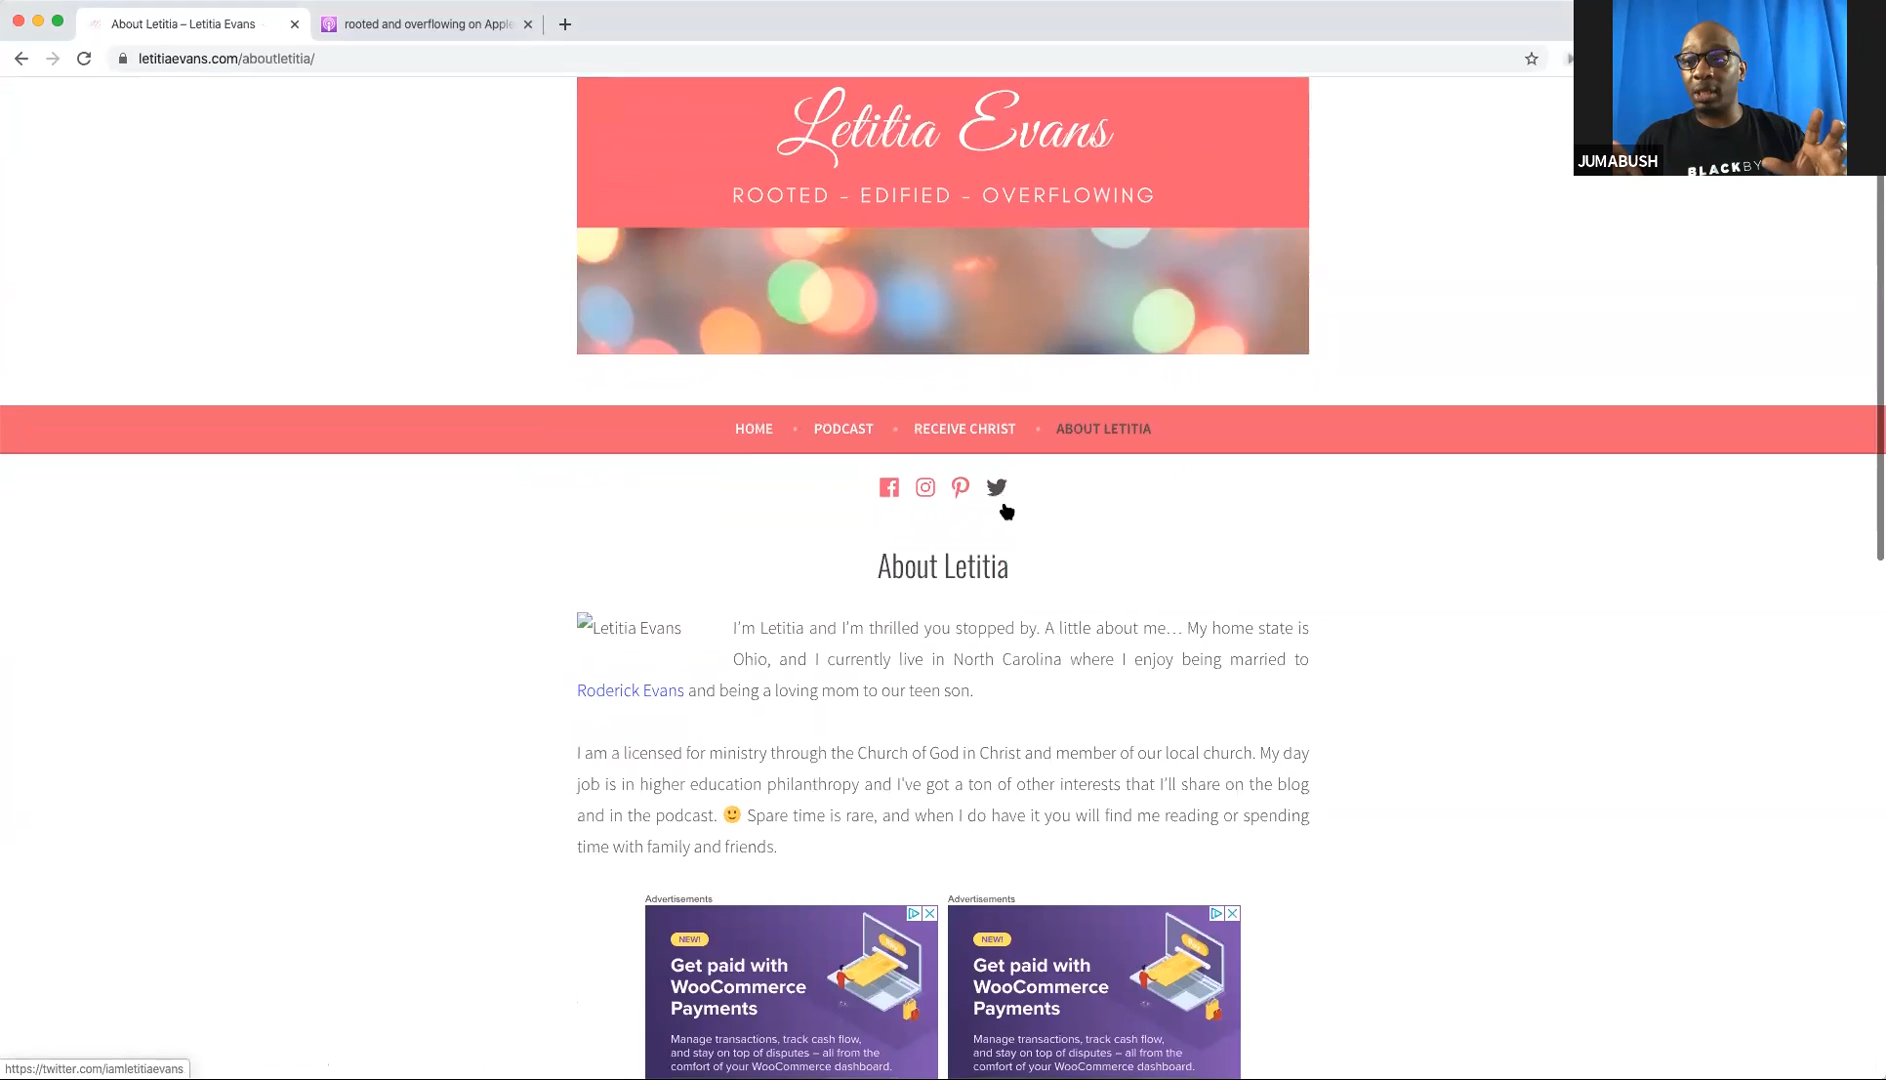 About Letitia – Letitia Evans
rooted and overflowing on Apple
letitiaevans.com/aboutletitia/
JUMABUSH
BLACKBY
Letitia Evans
ROOTED - EDIFIED - OVERFLOWING
HOME
PODCAST
RECEIVE CHRIST
ABOUT LETITIA
About Letitia
Letitia Evans
I'm Letitia and I'm thrilled you stopped by. A little about me… My home state is
Ohio, and I currently live in North Carolina where I enjoy being married to
Roderick Evans and being a loving mom to our teen son.
I am a licensed for ministry through the Church of God in Christ and member of our local church. My day
job is in higher education philanthropy and I've got a ton of other interests that I'll share on the blog
and in the podcast. 🙂 Spare time is rare, and when I do have it you will find me reading or spending
time with family and friends.
Advertisements
NEW!
Get paid with
WooCommerce
Payments
Manage transactions, track cash flow,
and stay on top of disputes – all from the
comfort of your WooCommerce dashboard.
Advertisements
NEW!
Get paid with
WooCommerce
Payments
Manage transactions, track cash flow,
and stay on top of disputes – all from the
comfort of your WooCommerce dashboard.
https://twitter.com/iamletitiaevans